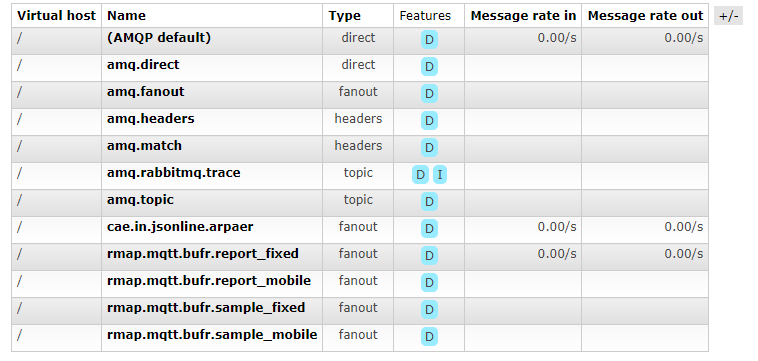 Virtual host Name Type Features Message rate in Message rate out +/-
/ (AMQP default) direct D 0.00/s 0.00/s
/ amq.direct direct D
/ amq.fanout fanout D
/ amq.headers headers D
/ amq.match headers D
/ amq.rabbitmq.trace topic D I
/ amq.topic topic D
/ cae.in.jsonline.arpaer fanout D 0.00/s 0.00/s
/ rmap.mqtt.bufr.report_fixed fanout D 0.00/s 0.00/s
/ rmap.mqtt.bufr.report_mobile fanout D
/ rmap.mqtt.bufr.sample_fixed fanout D
/ rmap.mqtt.bufr.sample_mobile fanout D